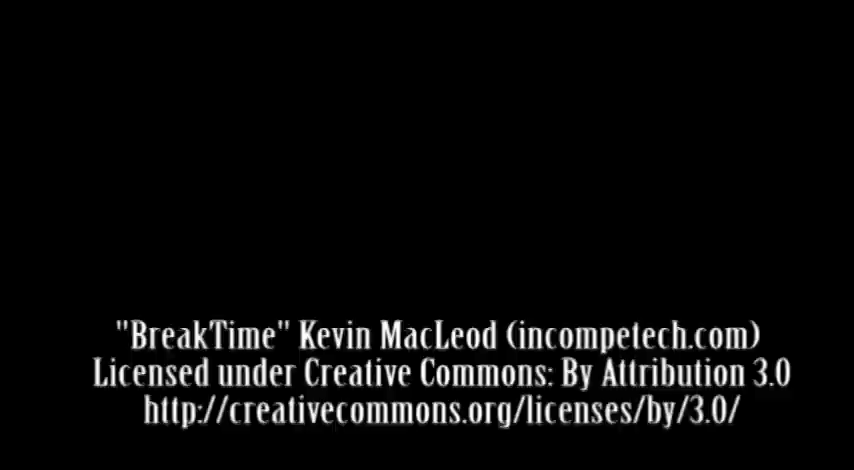 "BreakTime" Kevin MacLeod (incompetech.com)
Licensed under Creative Commons: By Attribution 3.0
http://creativecommons.org/licenses/by/3.0/